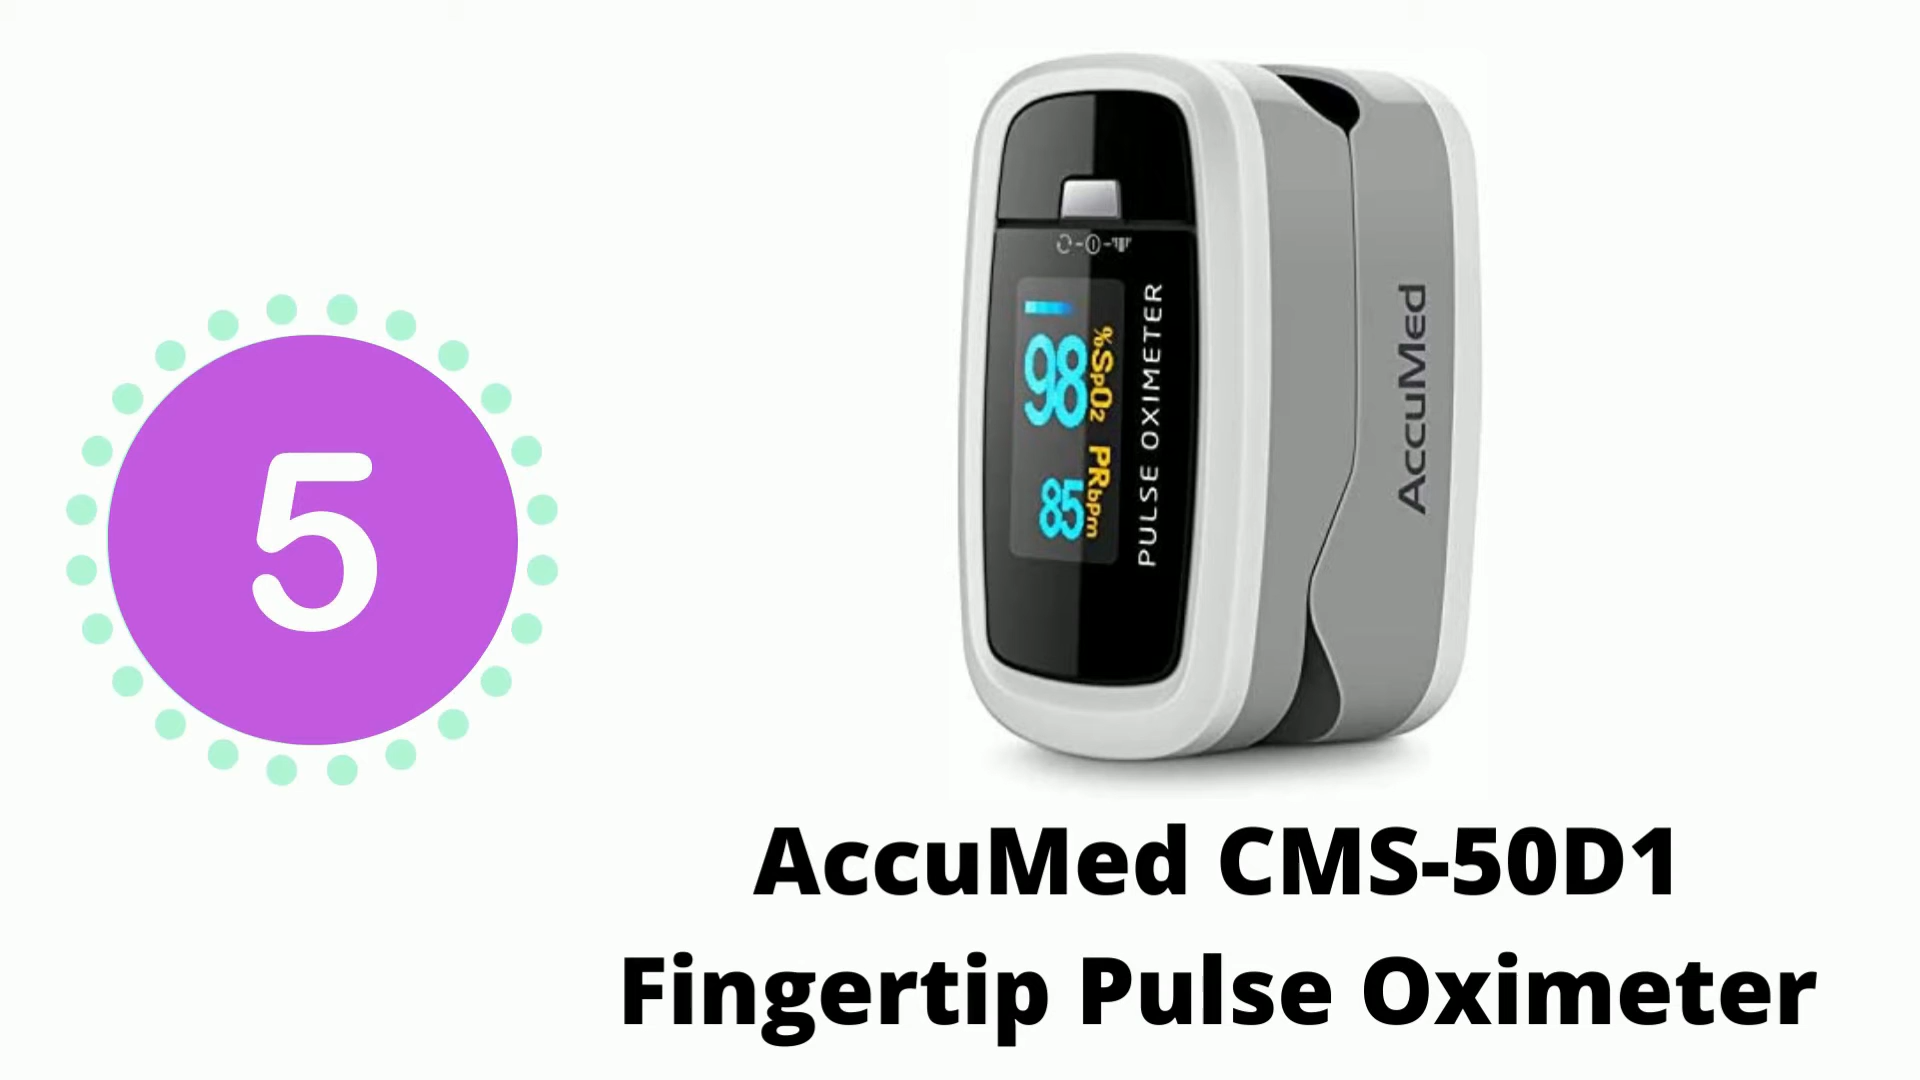 5
98
%SpO2
85
PRbpm
PULSE OXIMETER
AccuMed
AccuMed CMS-50D1
Fingertip Pulse Oximeter